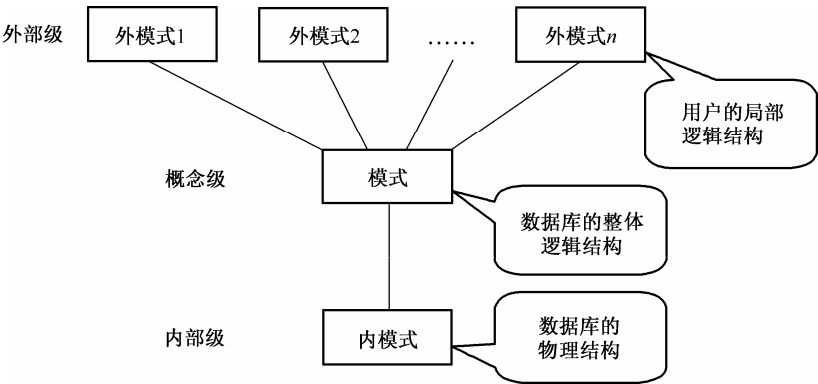 外部级
外模式1
外模式2
……
外模式n
用户的局部
逻辑结构
概念级
模式
数据库的整体
逻辑结构
内部级
内模式
数据库的
物理结构